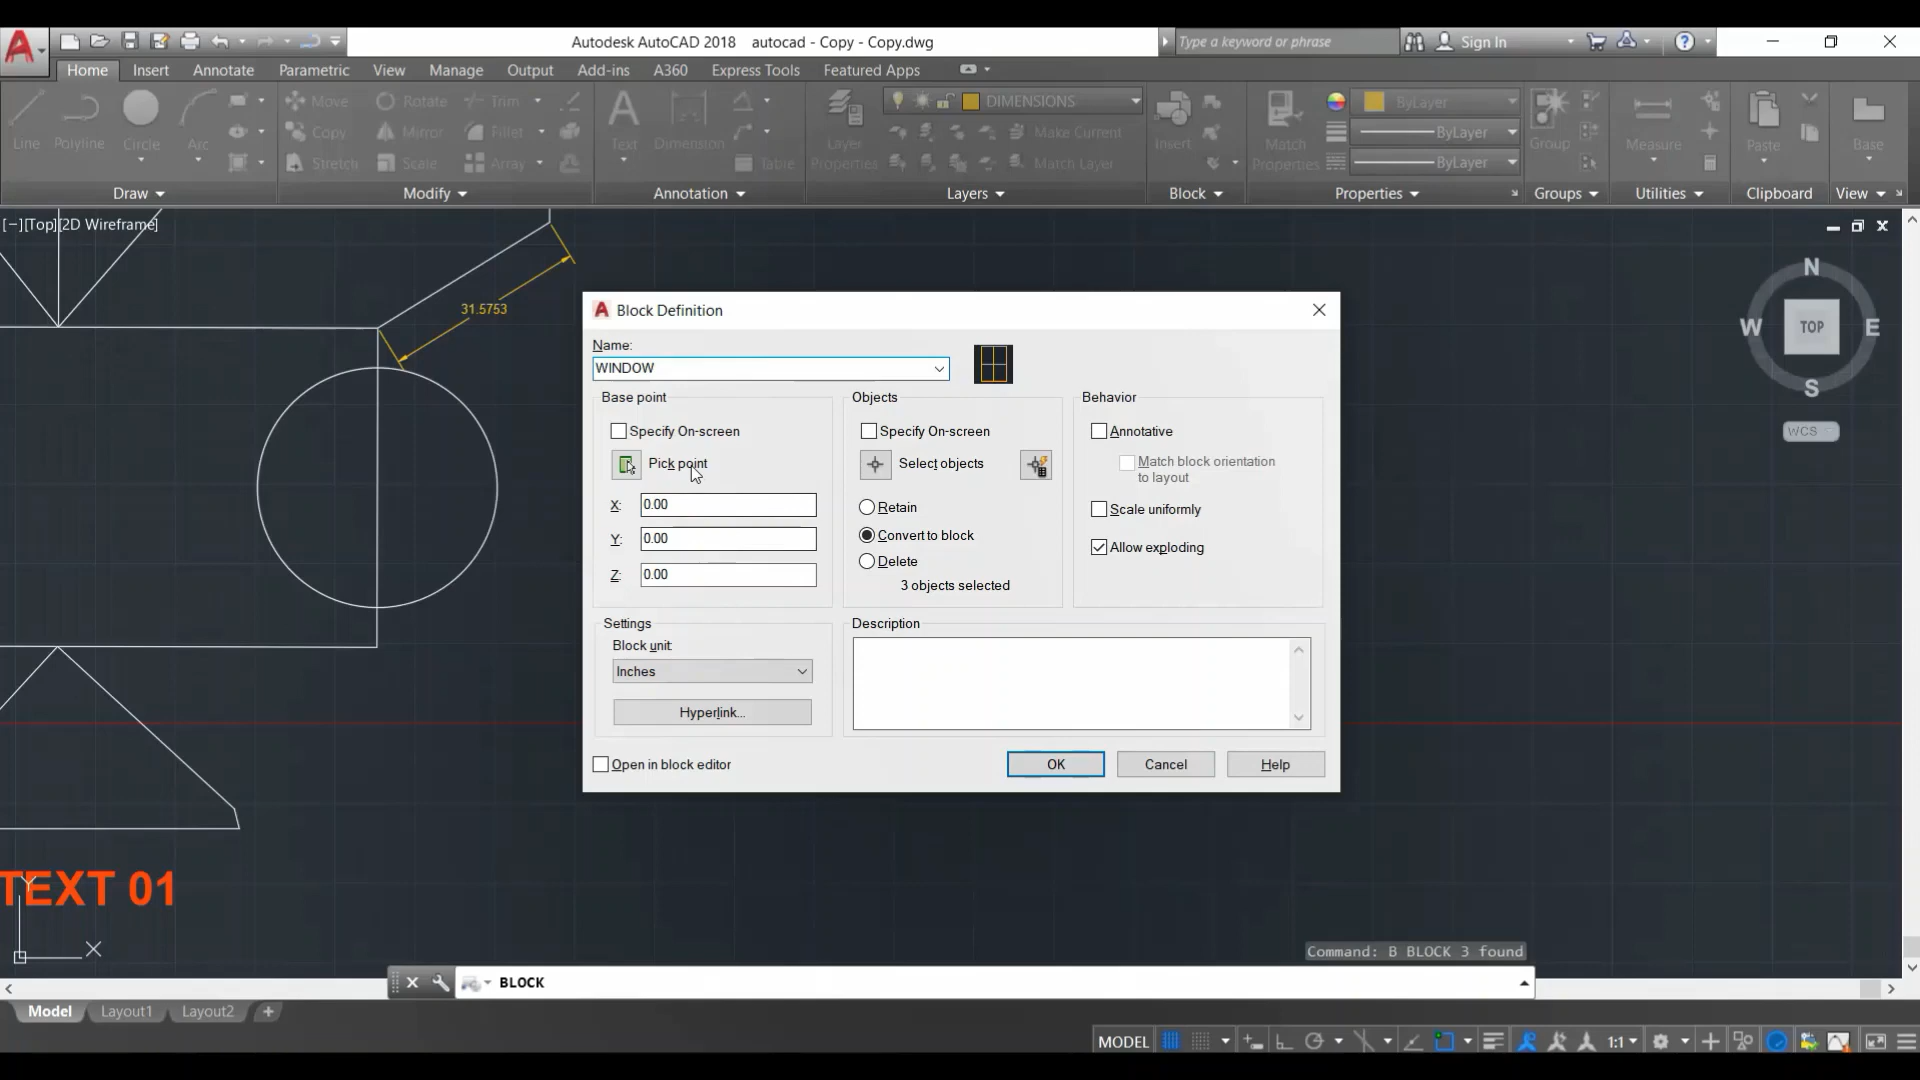 Autodesk AutoCAD 2018 autocad - Copy - Copy.dwg
Type a keyword or phrase
Sign In
Home Insert Annotate Parametric View Manage Output Add-ins A360 Express Tools Featured Apps
Line Polyline Circle Arc
Move Rotate Trim
Copy Mirror Fillet
Stretch Scale Array
Text Dimension Table
Layer Properties
DIMENSIONS
Make Current
Match Layer
Insert
Match Properties
ByLayer
ByLayer
ByLayer
Group
Measure
Paste
Base
Draw Modify Annotation Layers Block Properties Groups Utilities Clipboard View
[−][Top][2D Wireframe]
31.5753
N
W TOP E
S
WCS
Block Definition
Name:
WINDOW
Base point
Specify On-screen
Pick point
X: 0.00
Y: 0.00
Z: 0.00
Objects
Specify On-screen
Select objects
Retain
Convert to block
Delete
3 objects selected
Behavior
Annotative
Match block orientation
to layout
Scale uniformly
Allow exploding
Settings
Block unit:
Inches
Hyperlink...
Description
Open in block editor
OK Cancel Help
TEXT 01
Y
X
Command: B BLOCK 3 found
BLOCK
Model Layout1 Layout2 +
MODEL 1:1